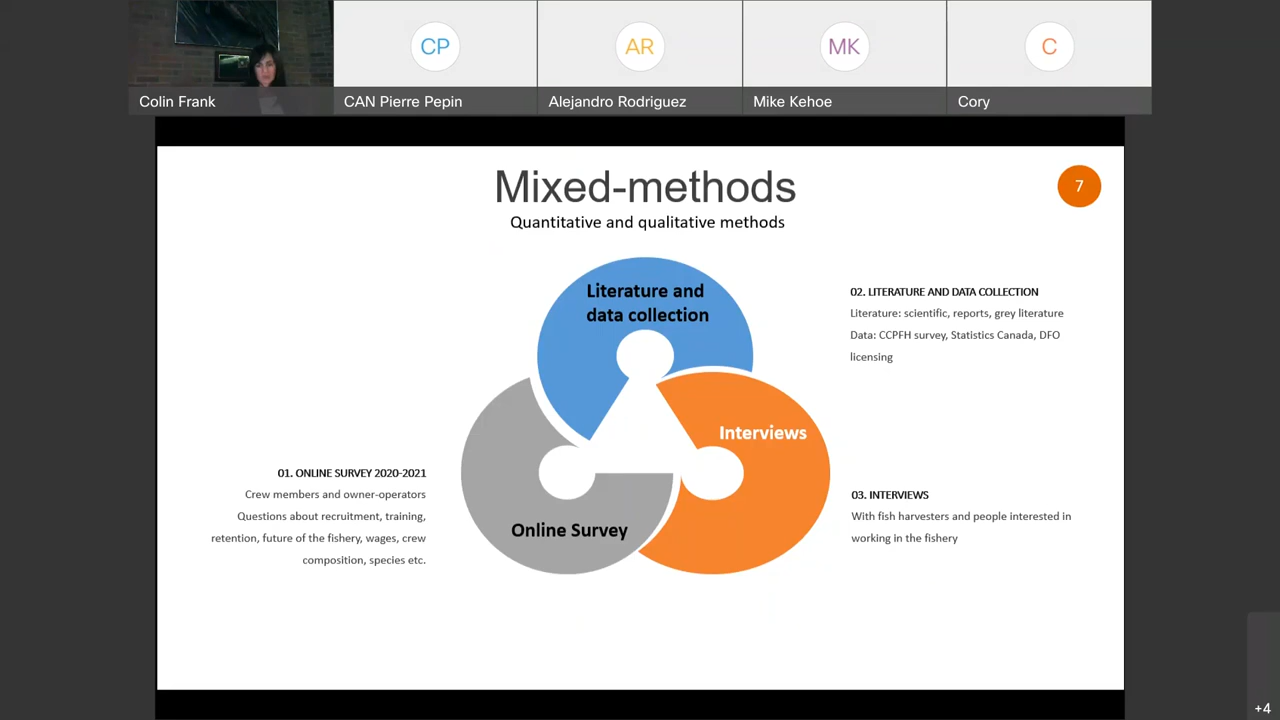 CP
AR
MK
C
Colin Frank
CAN Pierre Pepin
Alejandro Rodriguez
Mike Kehoe
Cory
Mixed-methods
7
Quantitative and qualitative methods
Literature and
data collection
02. LITERATURE AND DATA COLLECTION
Literature: scientific, reports, grey literature
Data: CCPFH survey, Statistics Canada, DFO
licensing
Interviews
01. ONLINE SURVEY 2020-2021
Crew members and owner-operators
Questions about recruitment, training,
retention, future of the fishery, wages, crew
composition, species etc.
Online Survey
03. INTERVIEWS
With fish harvesters and people interested in
working in the fishery
+4